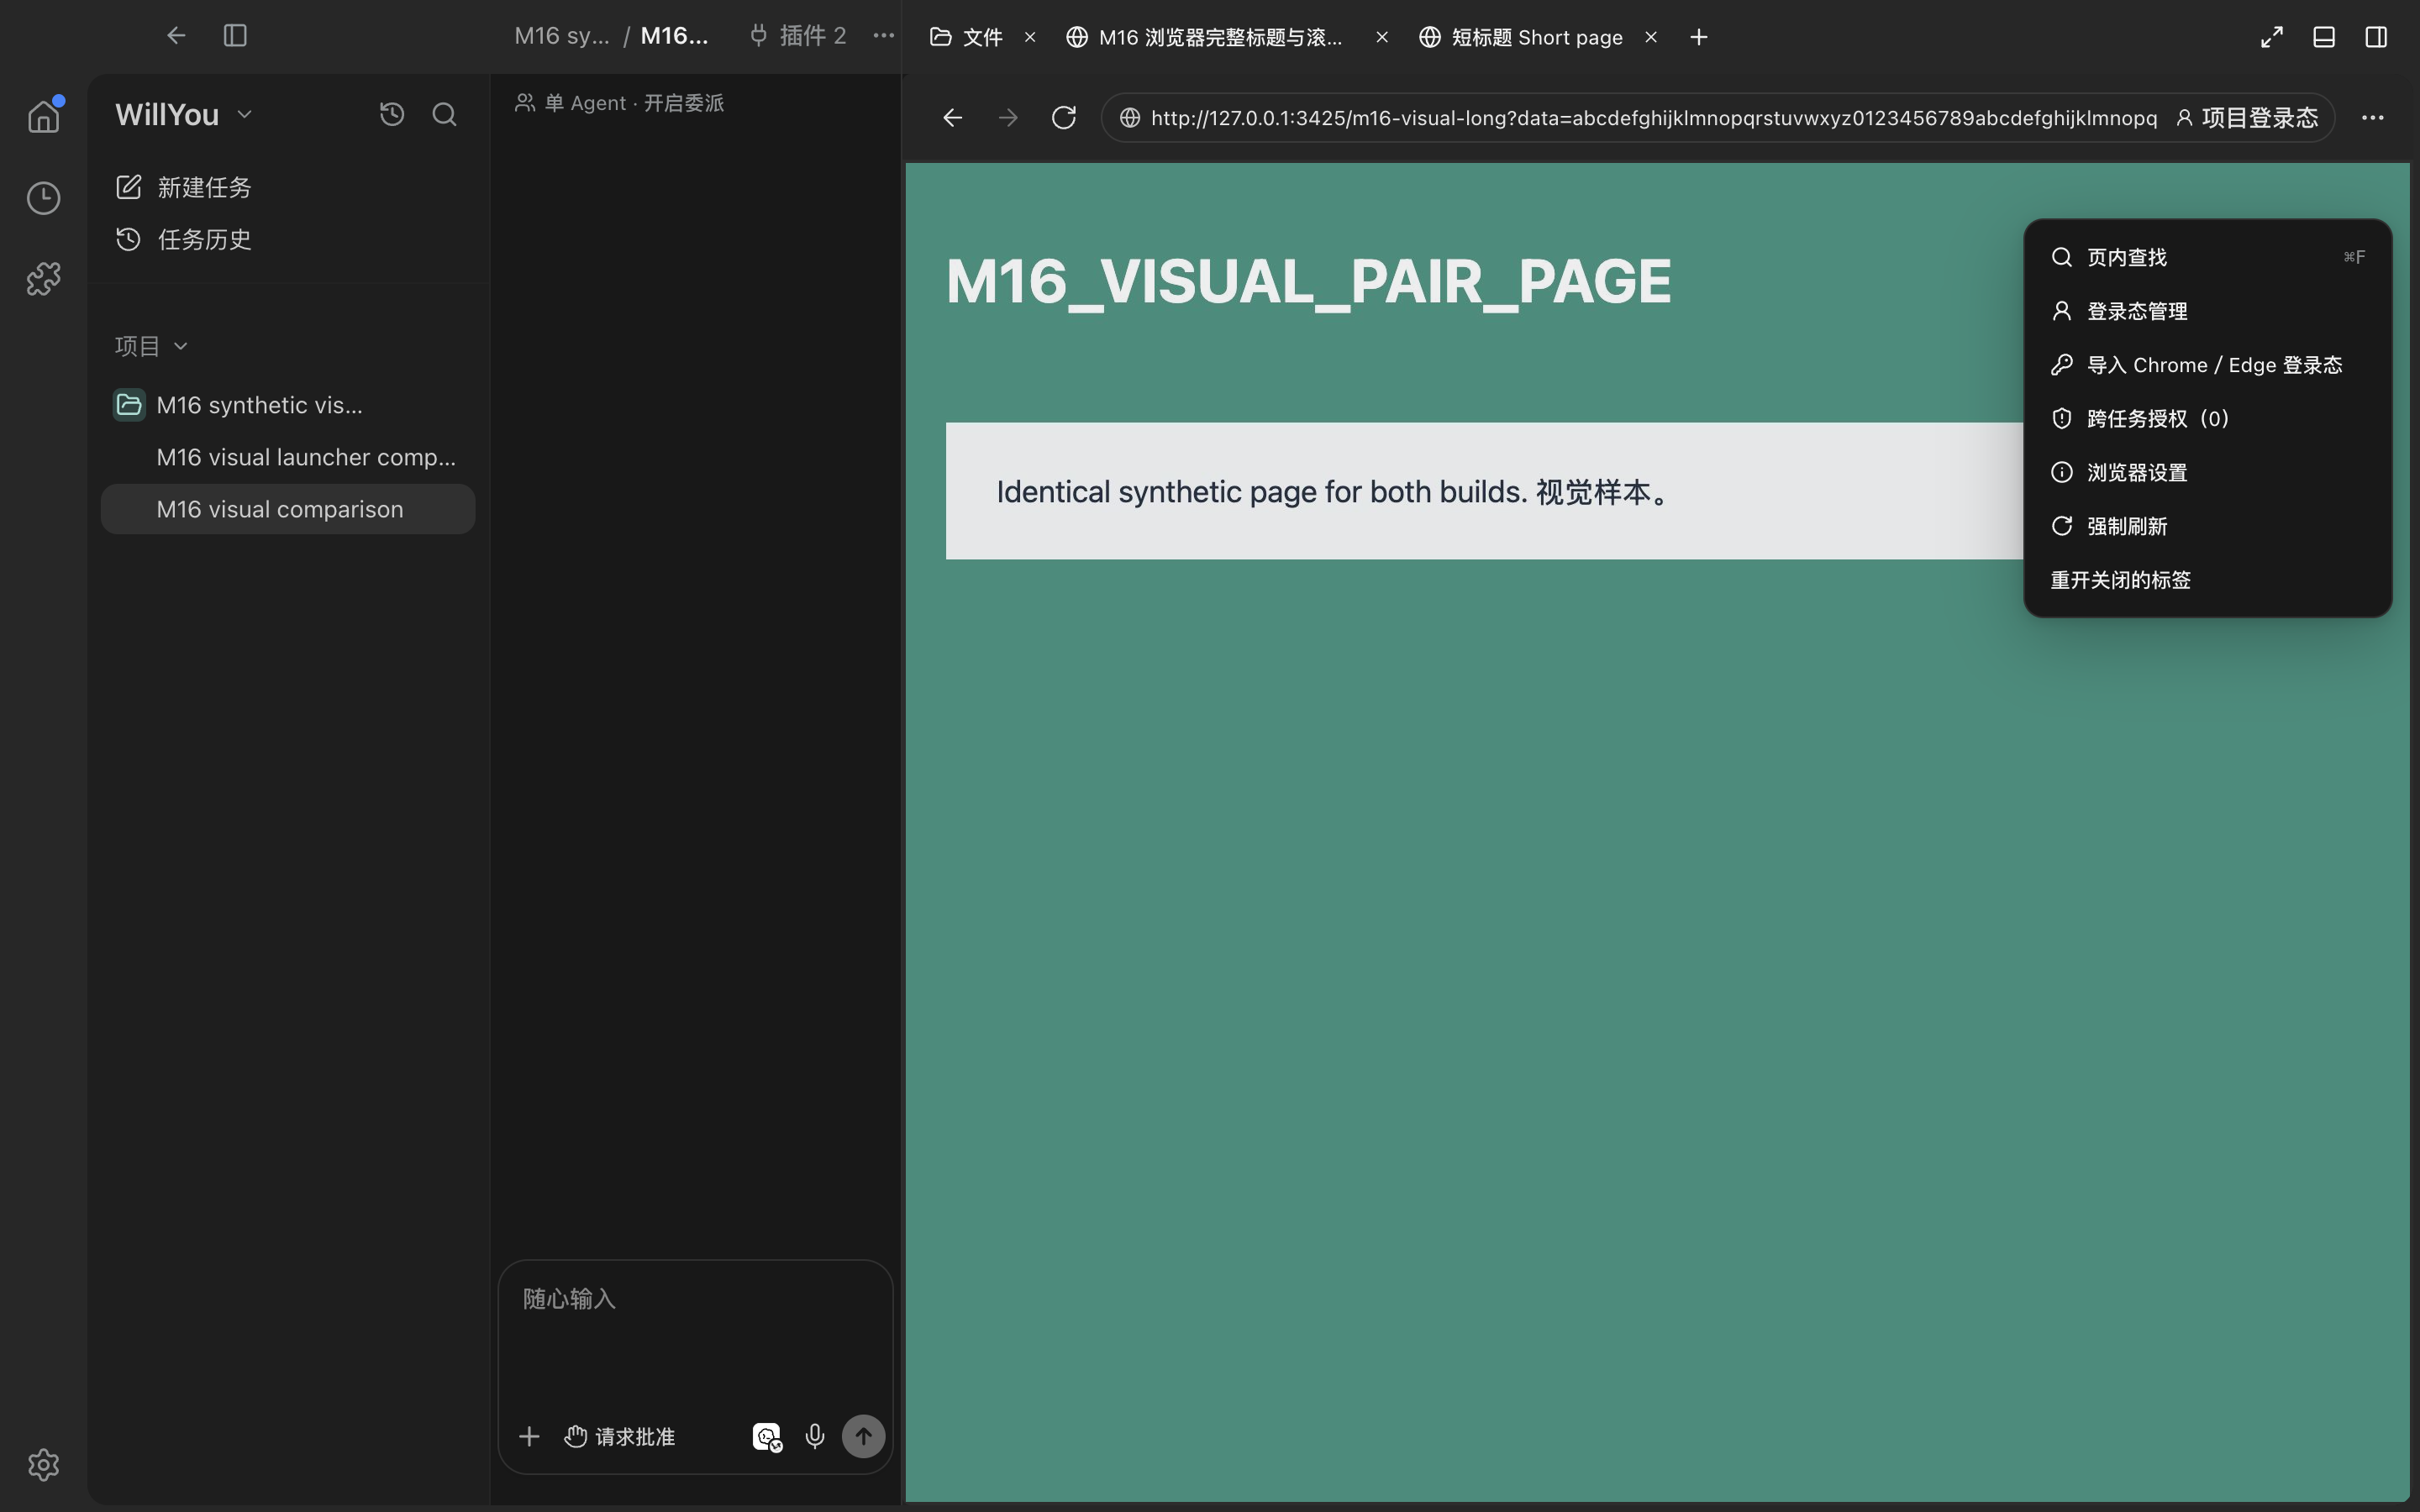 M16 sy... / M16...
插件 2
文件
M16 浏览器完整标题与滚...
短标题 Short page
WillYou
新建任务
任务历史
项目
M16 synthetic vis...
M16 visual launcher comp...
M16 visual comparison
单 Agent · 开启委派
随心输入
请求批准
http://127.0.0.1:3425/m16-visual-long?data=abcdefghijklmnopqrstuvwxyz0123456789abcdefghijklmnopq
项目登录态
M16_VISUAL_PAIR_PAGE
Identical synthetic page for both builds. 视觉样本。
页内查找 ⌘F
登录态管理
导入 Chrome / Edge 登录态
跨任务授权（0）
浏览器设置
强制刷新
重开关闭的标签